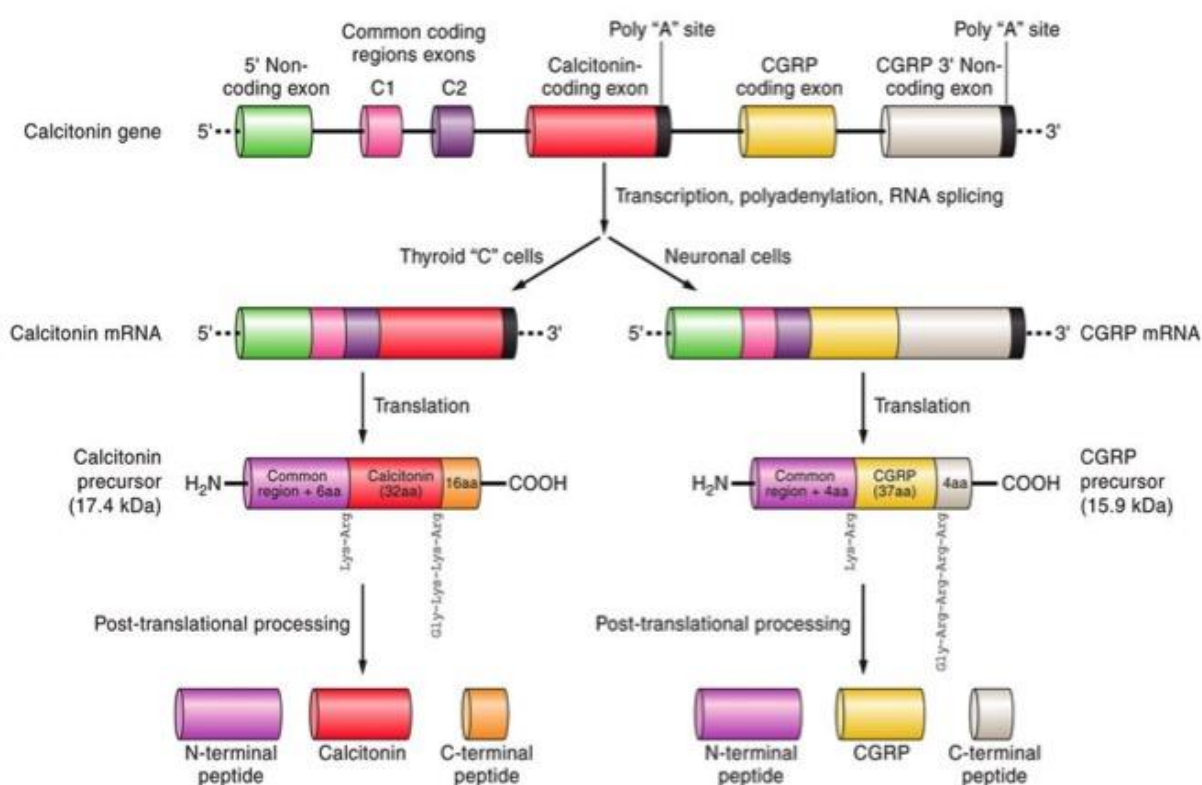 Poly “A” site
Poly “A” site
Common coding
regions exons
5' Non-
coding exon
C1
C2
Calcitonin-
coding exon
CGRP
coding exon
CGRP 3' Non-
coding exon
Calcitonin gene
5'
3'
Transcription, polyadenylation, RNA splicing
Thyroid “C” cells
Neuronal cells
Calcitonin mRNA
5'
3'
5'
3'
CGRP mRNA
Translation
Translation
Calcitonin
precursor
(17.4 kDa)
H₂N
Common
region + 6aa
Calcitonin
(32aa)
16aa
COOH
H₂N
Common
region + 4aa
CGRP
(37aa)
4aa
COOH
CGRP
precursor
(15.9 kDa)
Lys-Arg
Gly-Lys-Lys-Arg
Lys-Arg
Gly-Arg-Arg-Arg-Arg
Post-translational processing
Post-translational processing
N-terminal
peptide
Calcitonin
C-terminal
peptide
N-terminal
peptide
CGRP
C-terminal
peptide